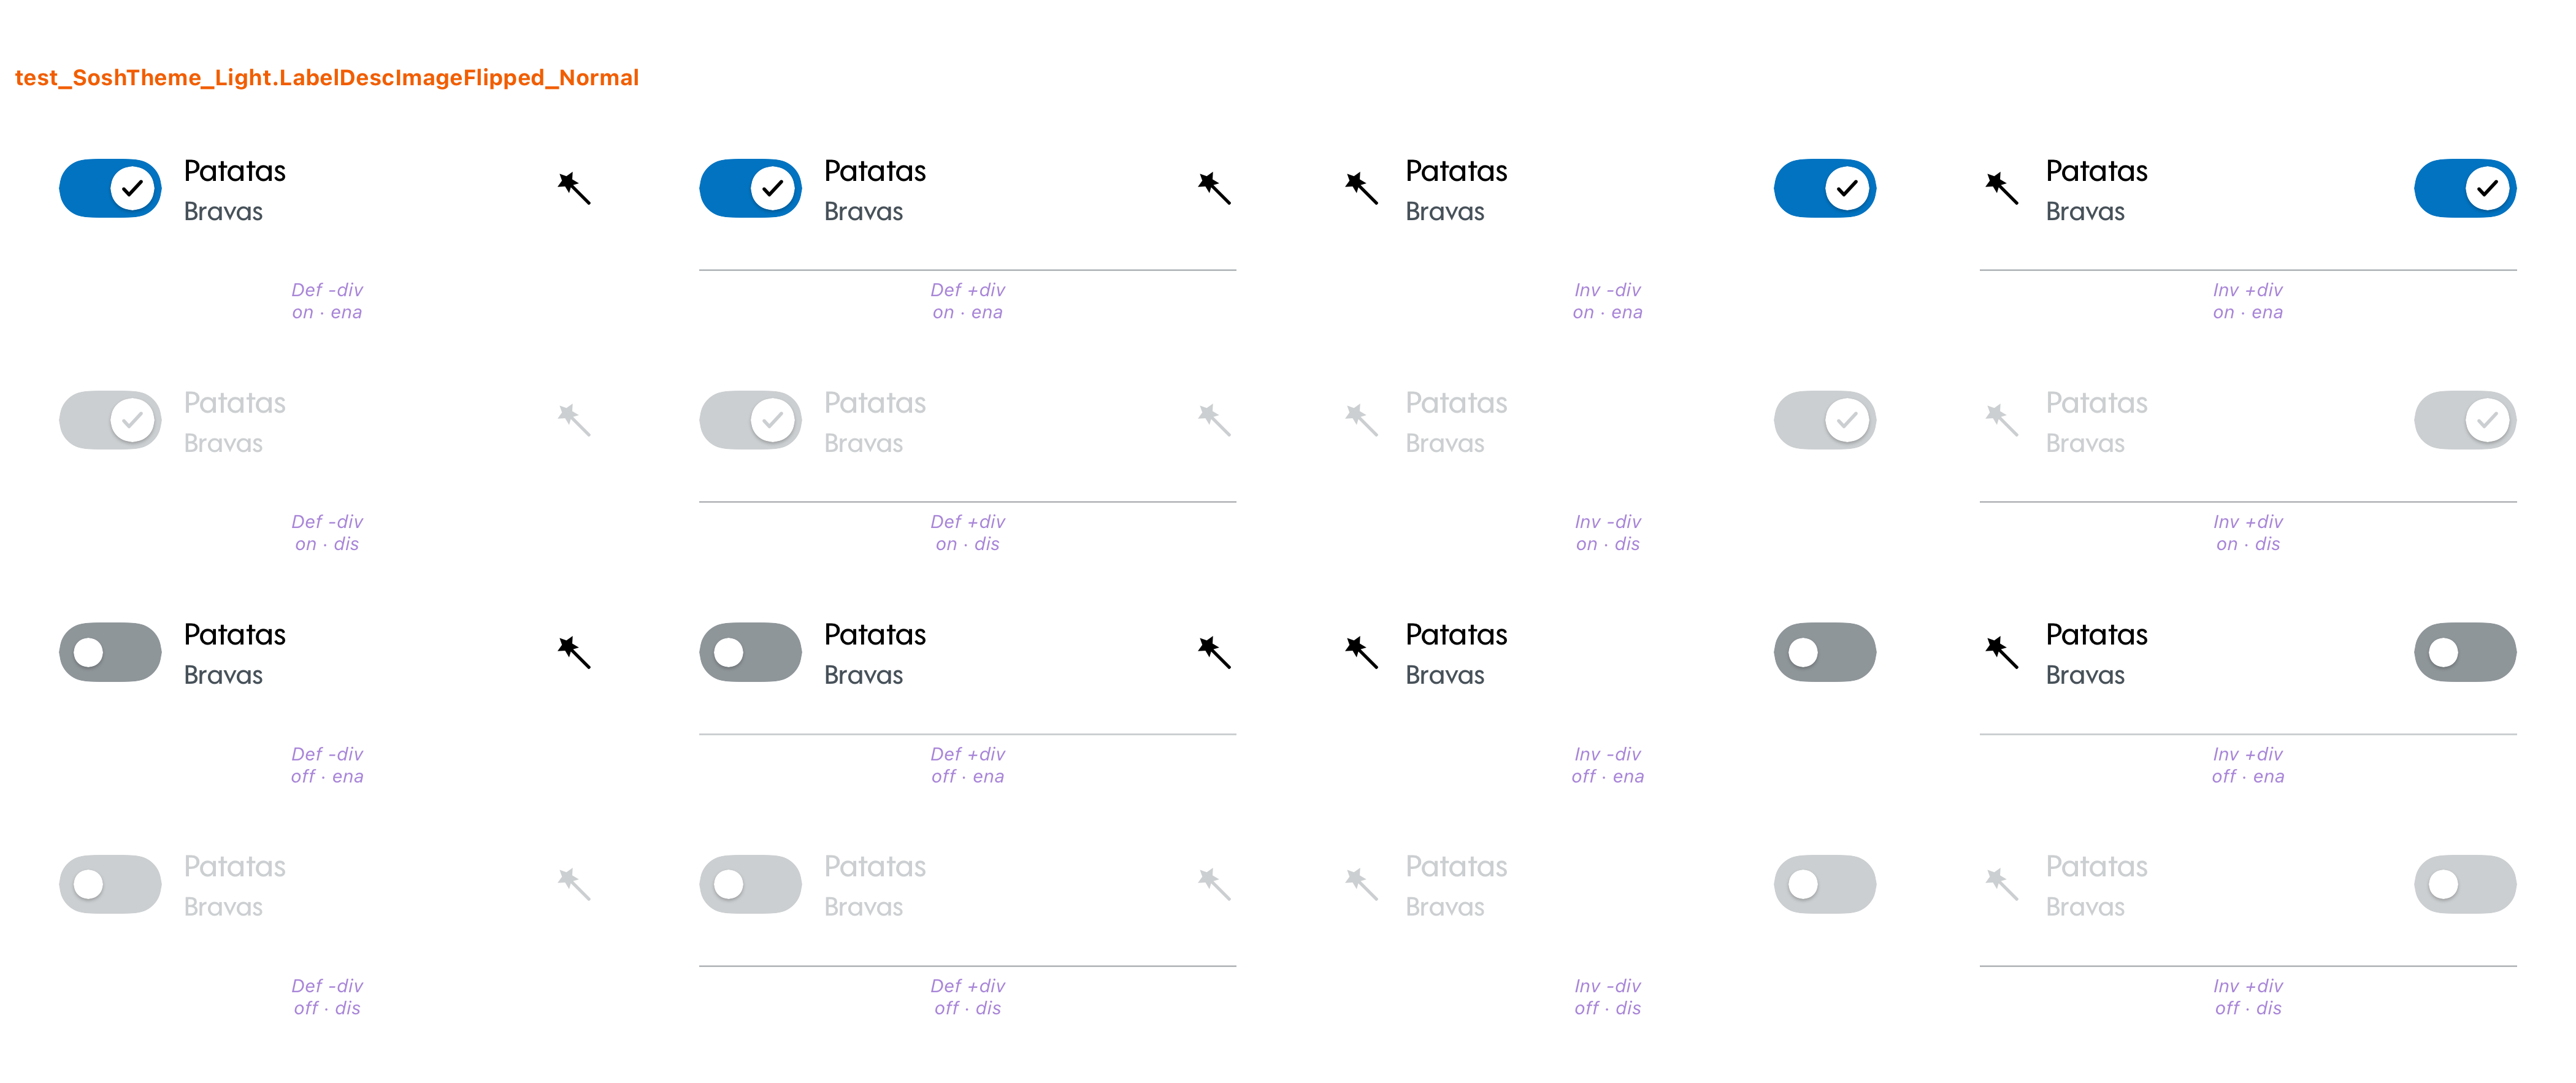 test_SoshTheme_Light.LabelDescImageFlipped_Normal
Patatas Patatas Patatas Patatas
Bravas Bravas Bravas Bravas
Def -div Def +div Inv -div Inv +div
on · ena on · ena on · ena on · ena
Patatas Patatas Patatas Patatas
Bravas Bravas Bravas Bravas
Def -div Def +div Inv -div Inv +div
on · dis on · dis on · dis on · dis
Patatas Patatas Patatas Patatas
Bravas Bravas Bravas Bravas
Def -div Def +div Inv -div Inv +div
off · ena off · ena off · ena off · ena
Patatas Patatas Patatas Patatas
Bravas Bravas Bravas Bravas
Def -div Def +div Inv -div Inv +div
off · dis off · dis off · dis off · dis